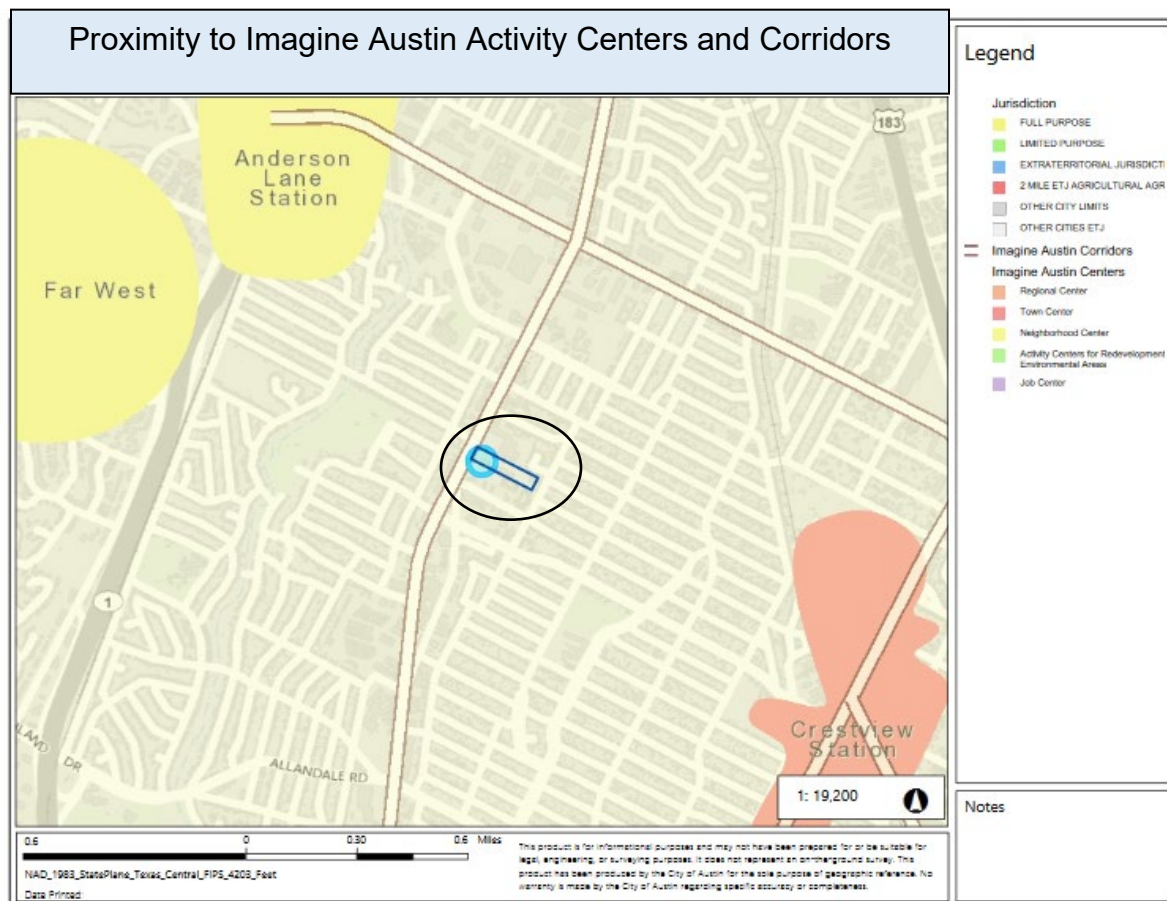 Proximity to Imagine Austin Activity Centers and Corridors
Anderson
Lane
Station
183
Far West
1
DR
ALLANDALE RD
Crestview
Station
1: 19,200
Legend
Jurisdiction
FULL PURPOSE
LIMITED PURPOSE
EXTRATERRITORIAL JURISDICTI
2 MILE ETJ AGRICULTURAL AGR
OTHER CITY LIMITS
OTHER CITIES ETJ
Imagine Austin Corridors
Imagine Austin Centers
Regional Center
Town Center
Neighborhood Center
Activity Centers for Redevelopment
Environmental Areas
Job Center
Notes
0.6 0 0.30 0.6 Miles
NAD_1983_StatePlane_Texas_Central_FIPS_4203_Feet
Date Printed:
This product is for informational purposes and may not have been prepared for or be suitable for
legal, engineering, or surveying purposes. It does not represent an on-the-ground survey. This
product has been produced by the City of Austin for the sole purpose of geographic reference. No
warranty is made by the City of Austin regarding specific accuracy or completeness.